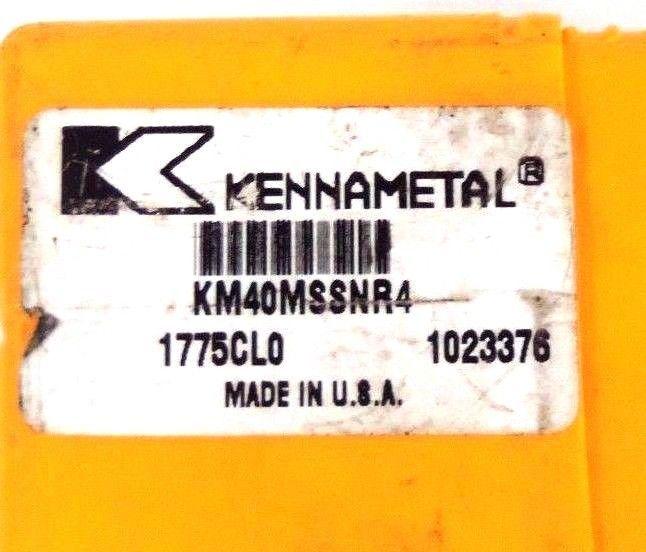 KENNAMETAL®
KM40MSSNR4
1775CL0 1023376
MADE IN U.S.A.